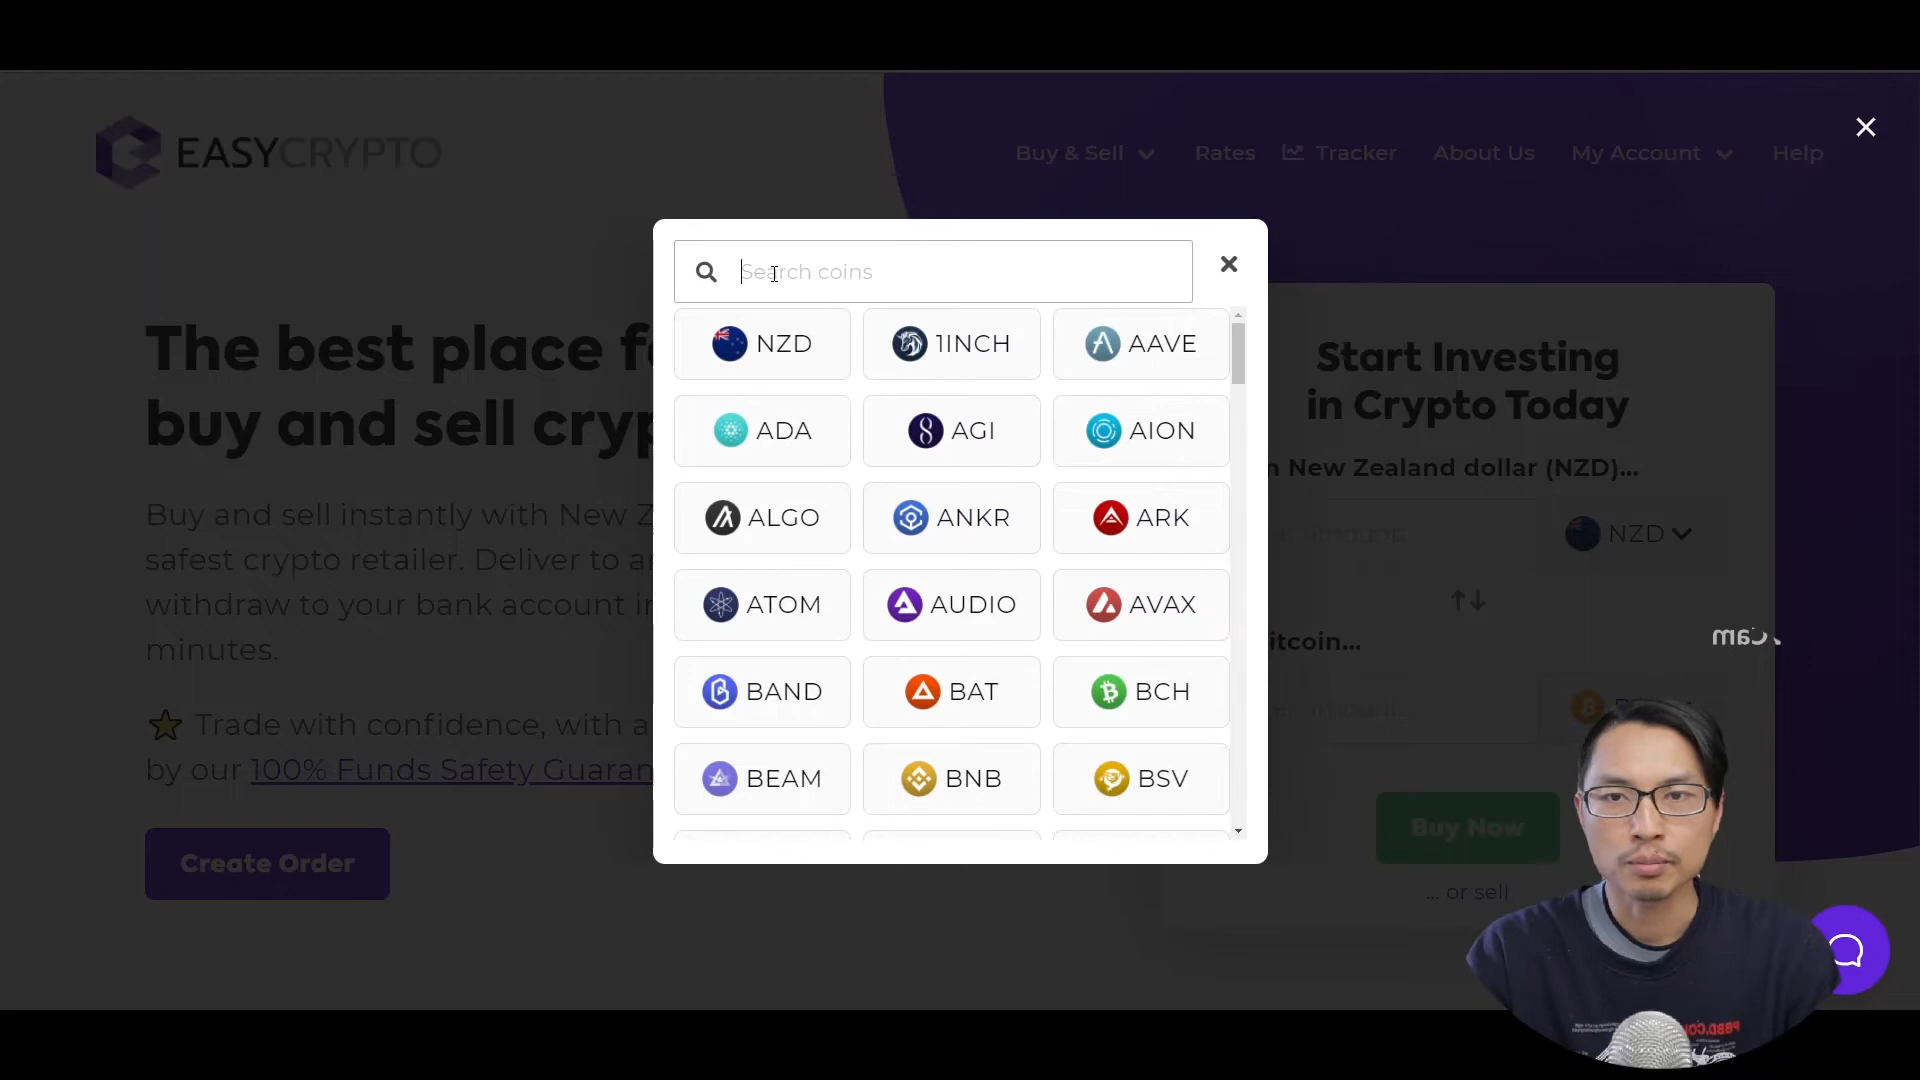 EASYCRYPTO
Buy & Sell
Rates
Tracker
About Us
My Account
Help
Search coins
NZD
1INCH
AAVE
ADA
AGI
AION
ALGO
ANKR
ARK
ATOM
AUDIO
AVAX
BAND
BAT
BCH
BEAM
BNB
BSV
The best place
buy and sell
Buy and sell instantly with New
safest crypto retailer. Deliver to
withdraw to your bank account
minutes.
Trade with confidence, with a
by our 100% Funds Safety
Create Order
Start Investing
in Crypto Today
New Zealand dollar (NZD)...
NZD
Buy Now
... or sell